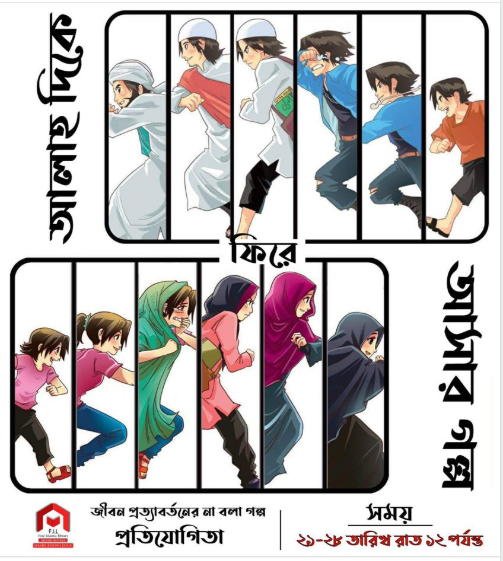 আল্লাহ দিকে
ফিরে
আসার গল্প
জীবন প্রত্যাবর্তনের না বলা গল্প
প্রতিযোগিতা
সময়
২১-২৮ তারিখ রাত ১২ পর্যন্ত
F.I.L